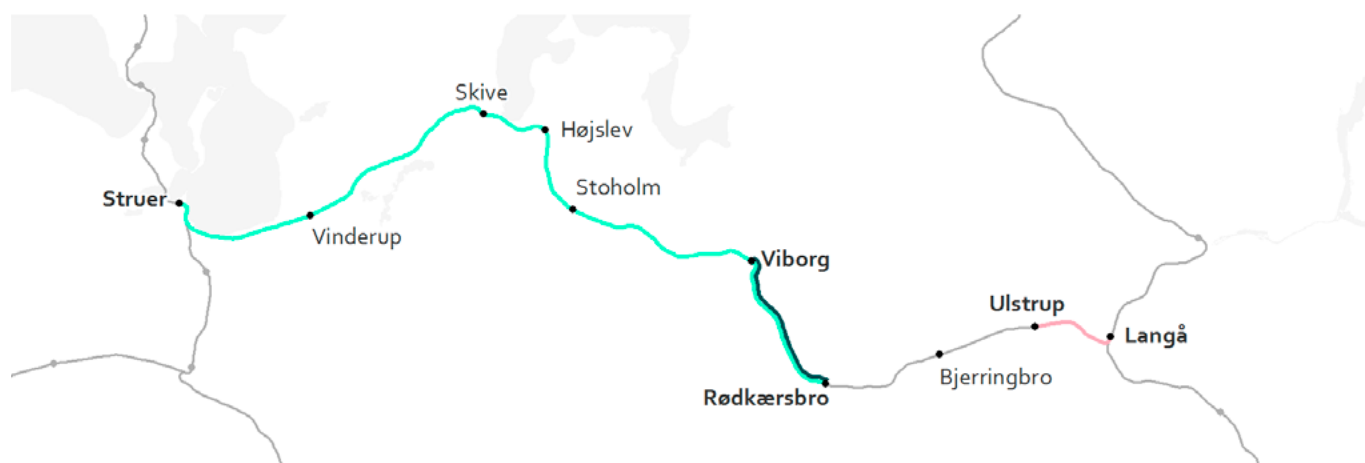 Skive
Højslev
Stoholm
Struer
Vinderup
Viborg
Ulstrup
Langå
Bjerringbro
Rødkærsbro